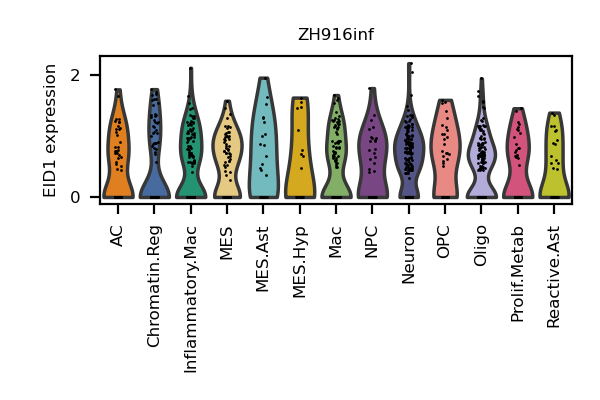 ZH916inf
EID1 expression
2
0
AC
Chromatin.Reg
Inflammatory.Mac
MES
MES.Ast
MES.Hyp
Mac
NPC
Neuron
OPC
Oligo
Prolif.Metab
Reactive.Ast